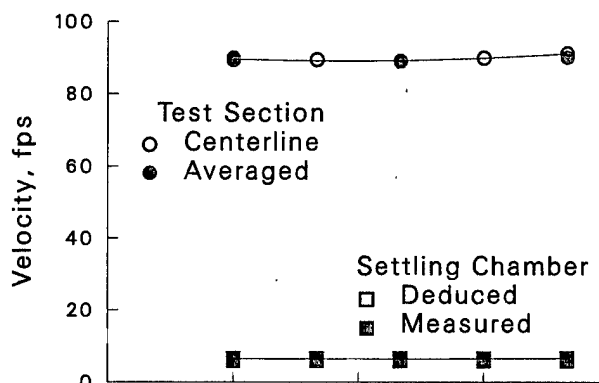 100
80
60
40
20
0
Velocity, fps
Test Section
Centerline
Averaged
Settling Chamber
Deduced
Measured